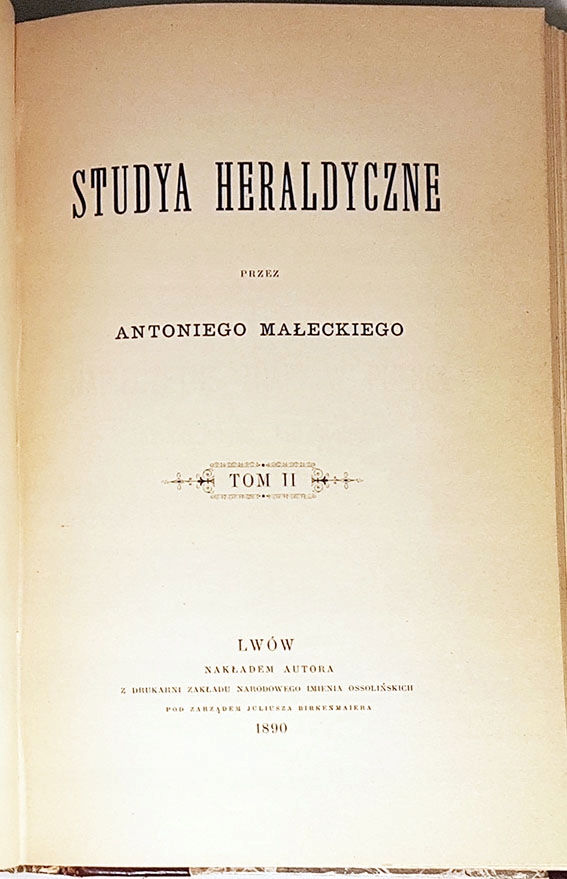 STUDYA HERALDYCZNE
PRZEZ
ANTONIEGO MAŁECKIEGO
TOM II
LWÓW
NAKŁADEM AUTORA
Z DRUKARNI ZAKŁADU NARODOWEGO IMIENIA OSSOLIŃSKICH
POD ZARZĄDEM JULIUSZA BIRKENMAJERA
1890